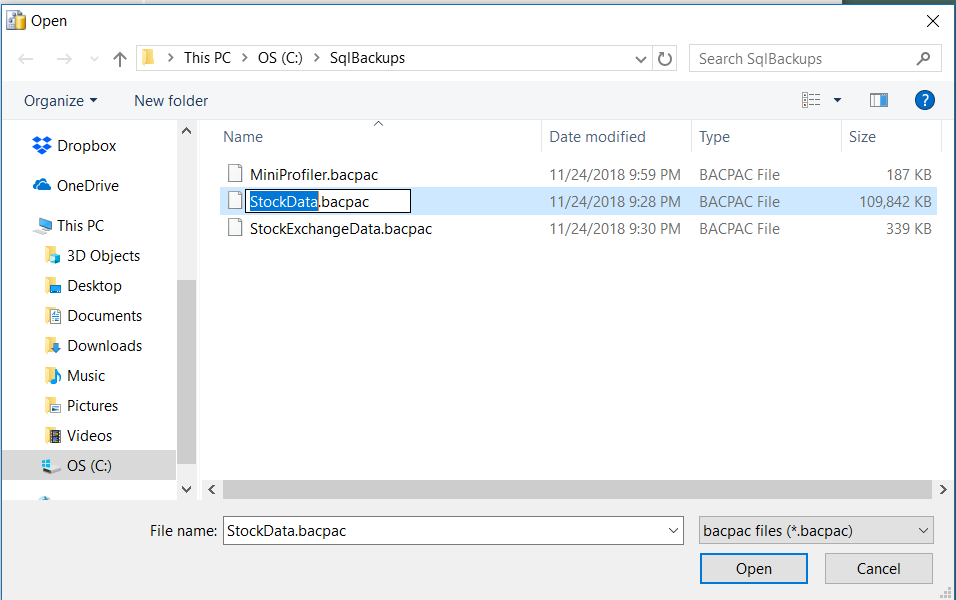 Open
This PC > OS (C:) > SqlBackups
Search SqlBackups
Organize
New folder
?
Name
Date modified
Type
Size
Dropbox
OneDrive
This PC
3D Objects
Desktop
Documents
Downloads
Music
Pictures
Videos
OS (C:)
MiniProfiler.bacpac 11/24/2018 9:59 PM BACPAC File 187 KB
StockData.bacpac 11/24/2018 9:28 PM BACPAC File 109,842 KB
StockExchangeData.bacpac 11/24/2018 9:30 PM BACPAC File 339 KB
File name: StockData.bacpac
bacpac files (*.bacpac)
Open
Cancel